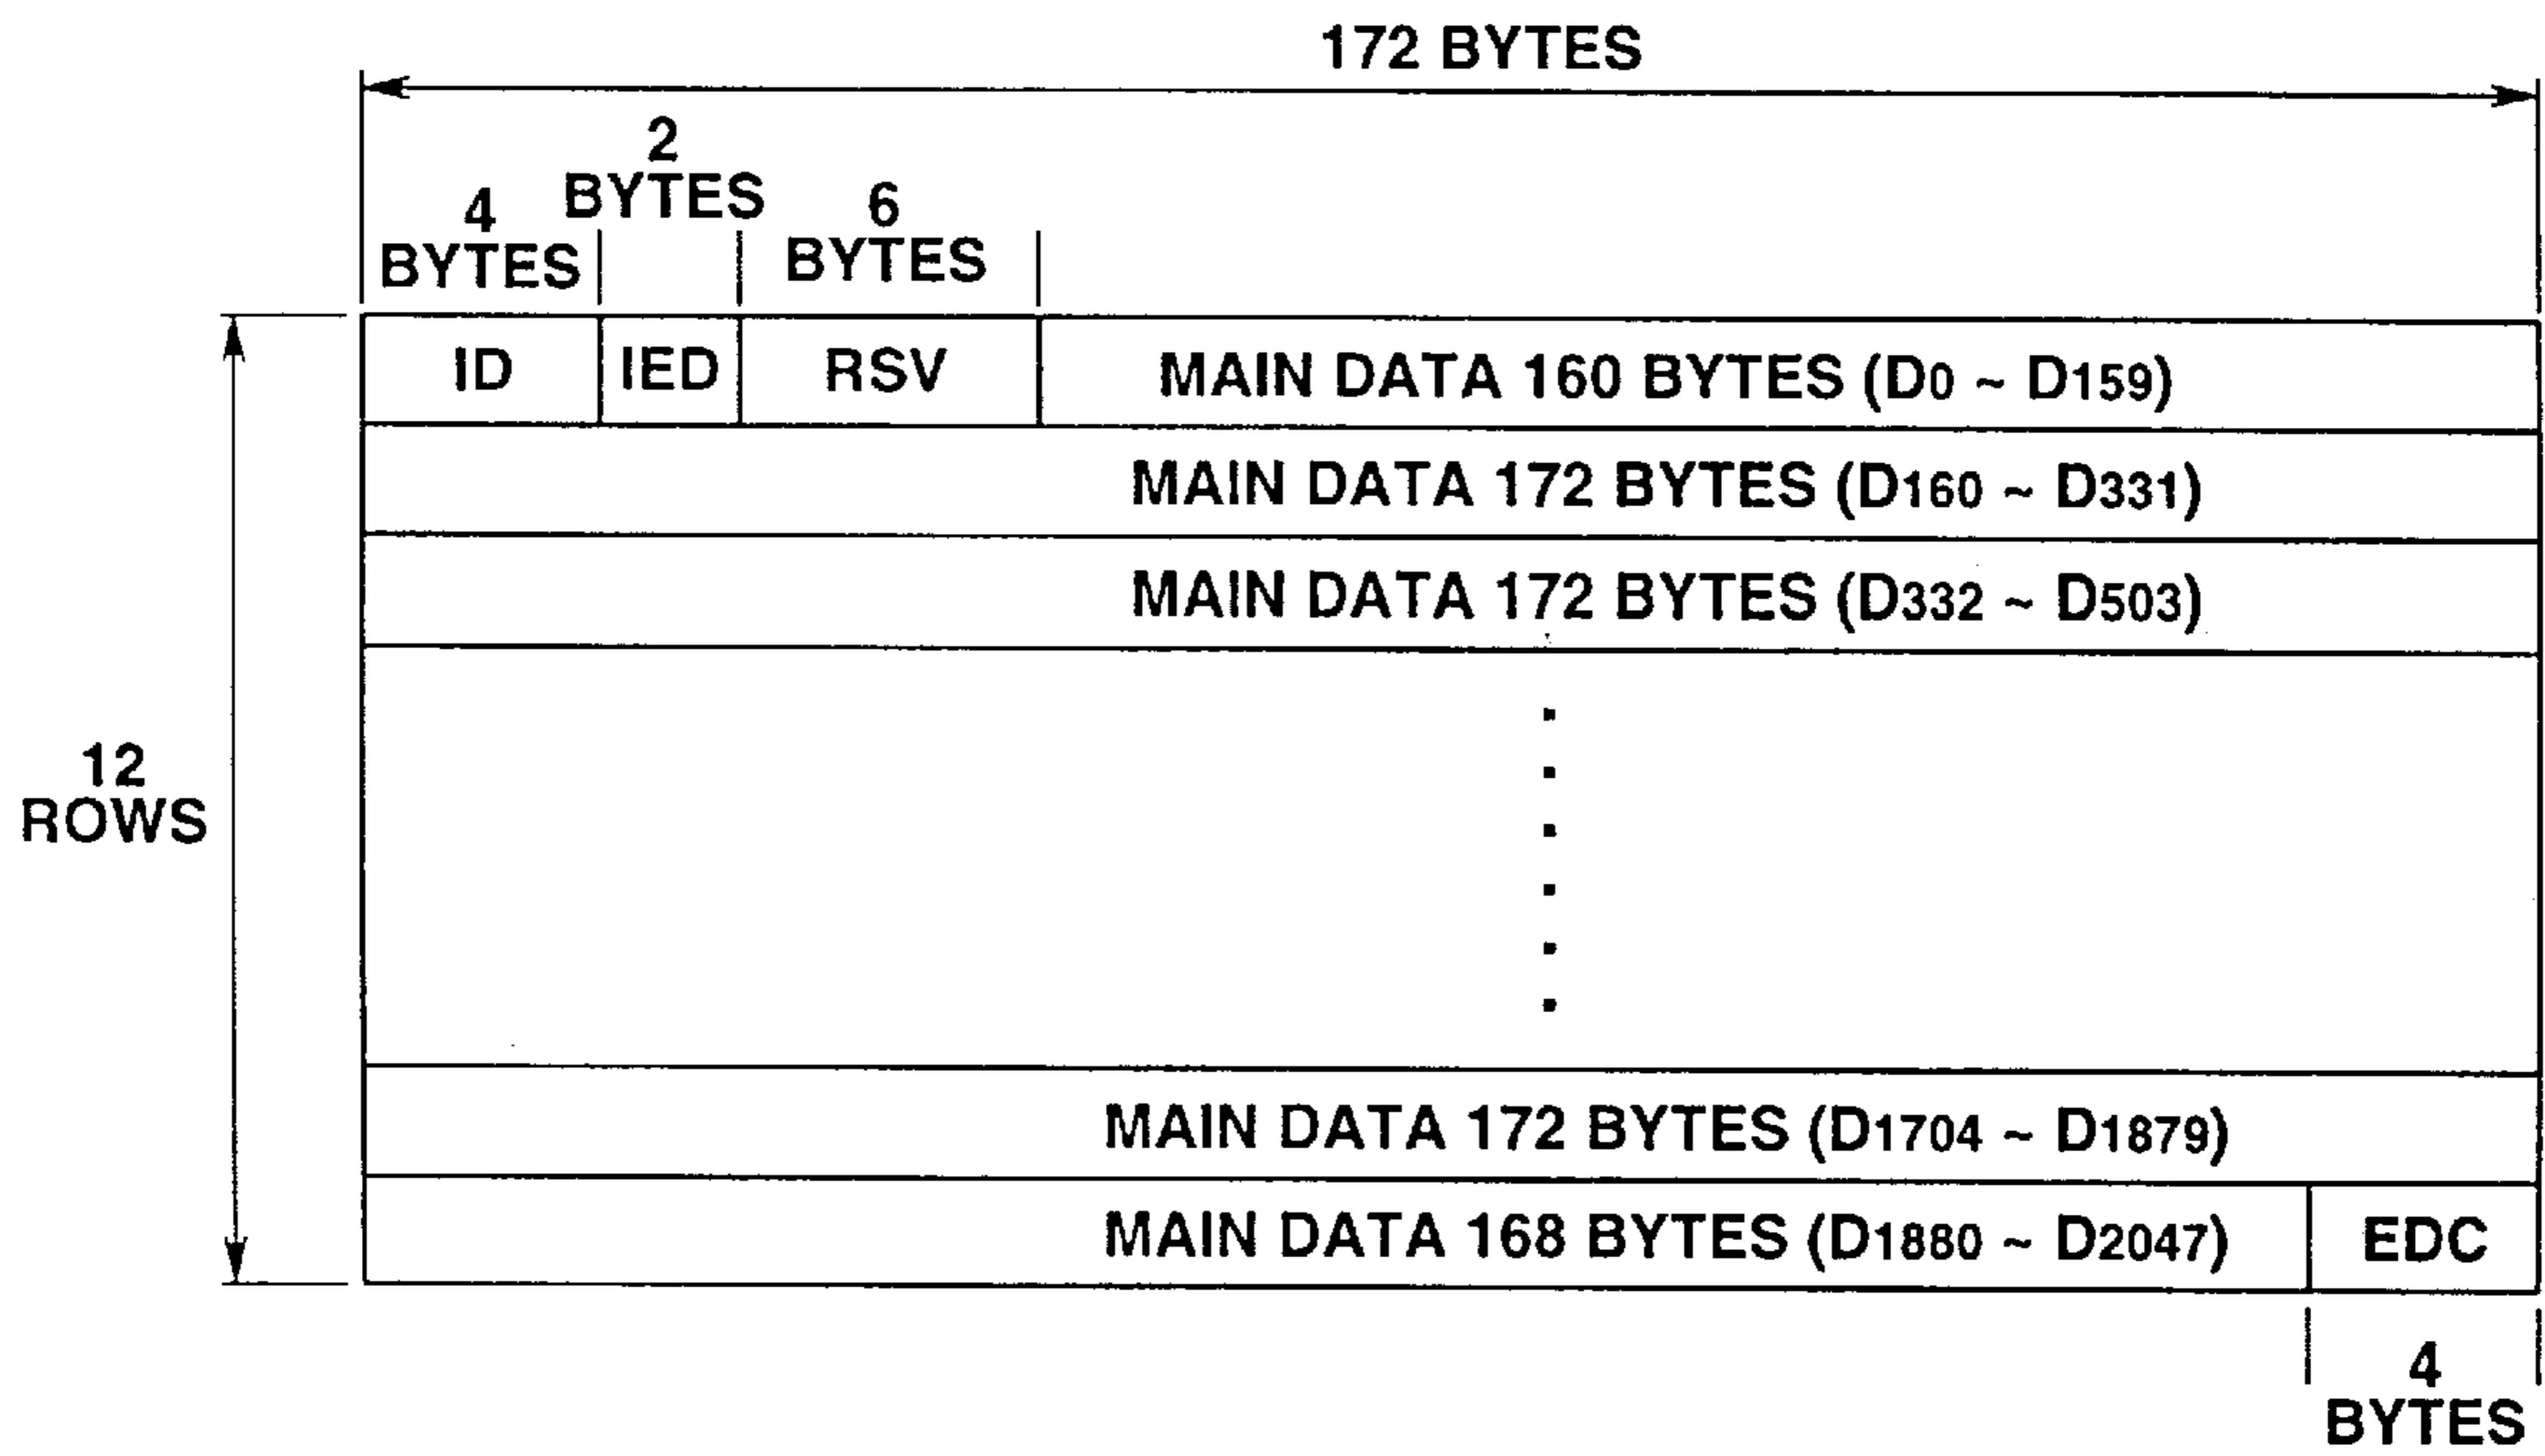 172 BYTES
2
BYTES
4
BYTES
6
BYTES
ID IED RSV MAIN DATA 160 BYTES (D0 ~ D159)
MAIN DATA 172 BYTES (D160 ~ D331)
MAIN DATA 172 BYTES (D332 ~ D503)
12
ROWS
MAIN DATA 172 BYTES (D1704 ~ D1879)
MAIN DATA 168 BYTES (D1880 ~ D2047) EDC
4
BYTES